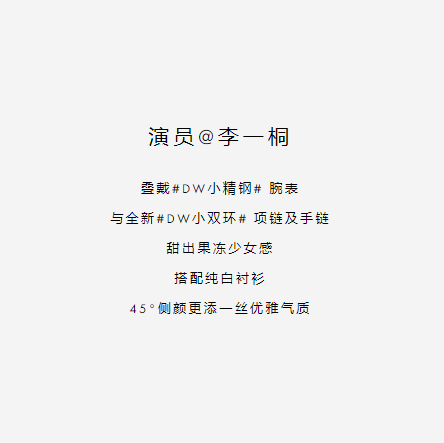 演员@李一桐
叠戴#DW小精钢# 腕表
与全新#DW小双环# 项链及手链
甜出果冻少女感
搭配纯白衬衫
45°侧颜更添一丝优雅气质